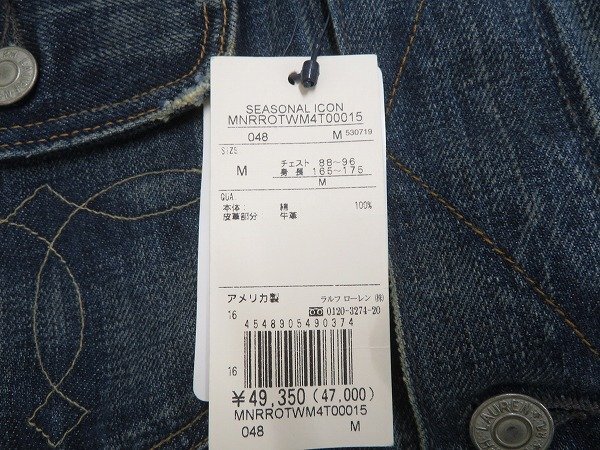 SEASONAL ICON
MNRROTWM4T00015
048 M 530719
SIZE
M チェスト 88~96
身長 165~175
M
QUA.
本体: 綿 100%
皮革部分 牛革
アメリカ製 ラルフ ローレン(株)
16 0120-3274-20
4548905490374
16
¥49,350(47,000)
MNRROTWM4T00015
048 M
LAUREN